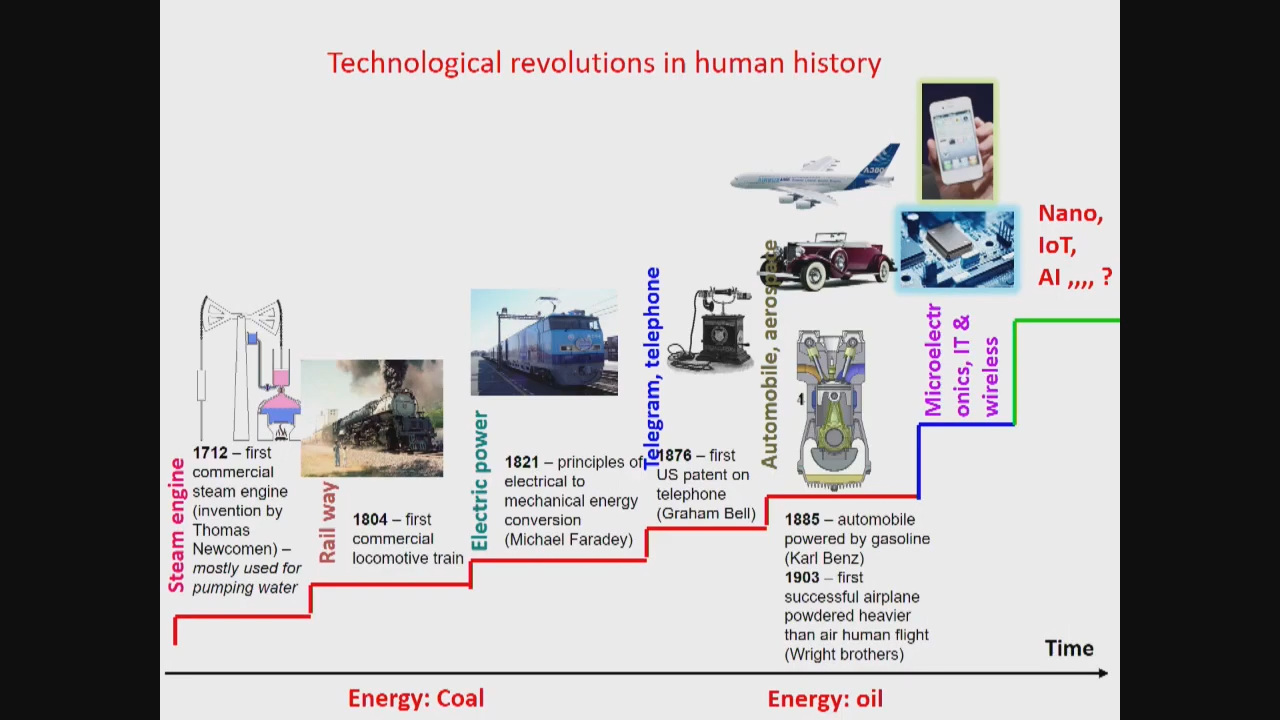 Technological revolutions in human history
A380
Nano,
IoT,
AI ,,,, ?
Steam engine
1712 – first
commercial
steam engine
(invention by
Thomas
Newcomen) –
mostly used for
pumping water
Rail way
1804 – first
commercial
locomotive train
Electric power
1821 – principles of
electrical to
mechanical energy
conversion
(Michael Faradey)
Telegram, telephone
1876 – first
US patent on
telephone
(Graham Bell)
Automobile, aerospace
1885 – automobile
powered by gasoline
(Karl Benz)
1903 – first
successful airplane
powdered heavier
than air human flight
(Wright brothers)
Microelectr
onics, IT &
wireless
Time
Energy: Coal
Energy: oil